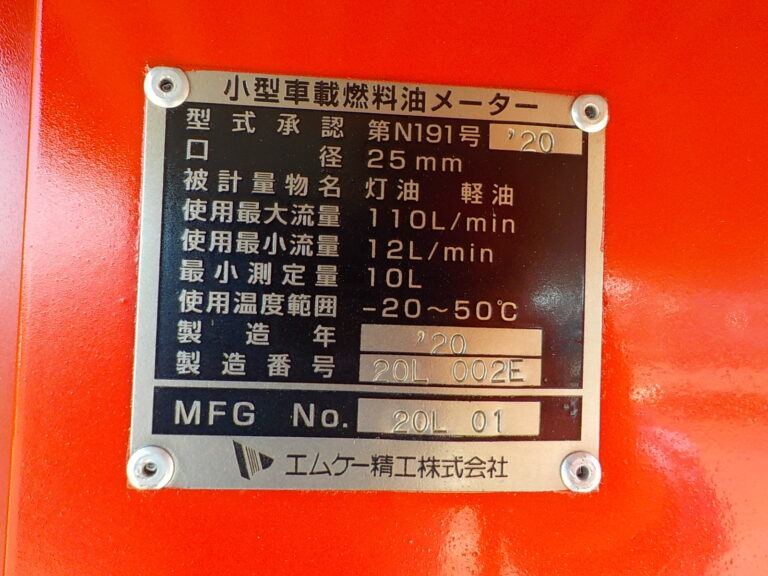 小型車載燃料油メーター
型式承認 第N191号 '20
口径 25mm
被計量物名 灯油 軽油
使用最大流量 110L/min
使用最小流量 12L/min
最小測定量 10L
使用温度範囲 -20～50℃
製造年 '20
製造番号 20L 002E
MFG No. 20L 01
エムケー精工株式会社